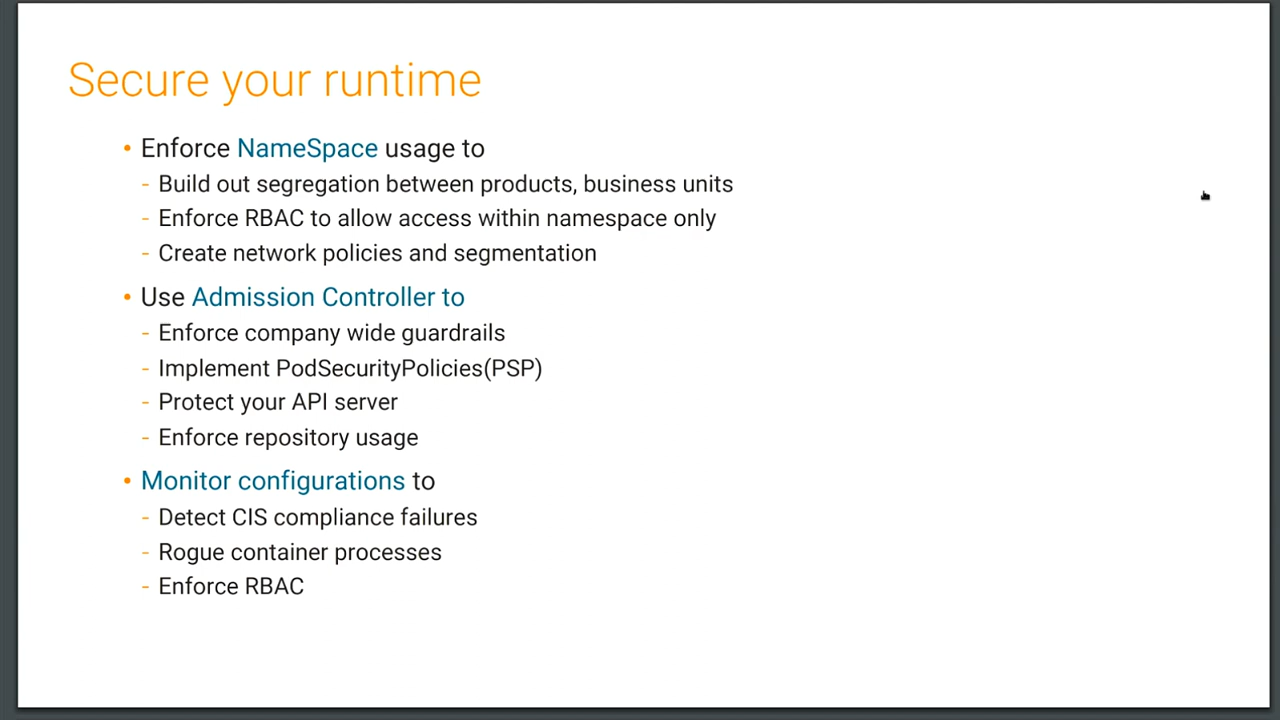 Secure your runtime
• Enforce NameSpace usage to
- Build out segregation between products, business units
- Enforce RBAC to allow access within namespace only
- Create network policies and segmentation
• Use Admission Controller to
- Enforce company wide guardrails
- Implement PodSecurityPolicies(PSP)
- Protect your API server
- Enforce repository usage
• Monitor configurations to
- Detect CIS compliance failures
- Rogue container processes
- Enforce RBAC